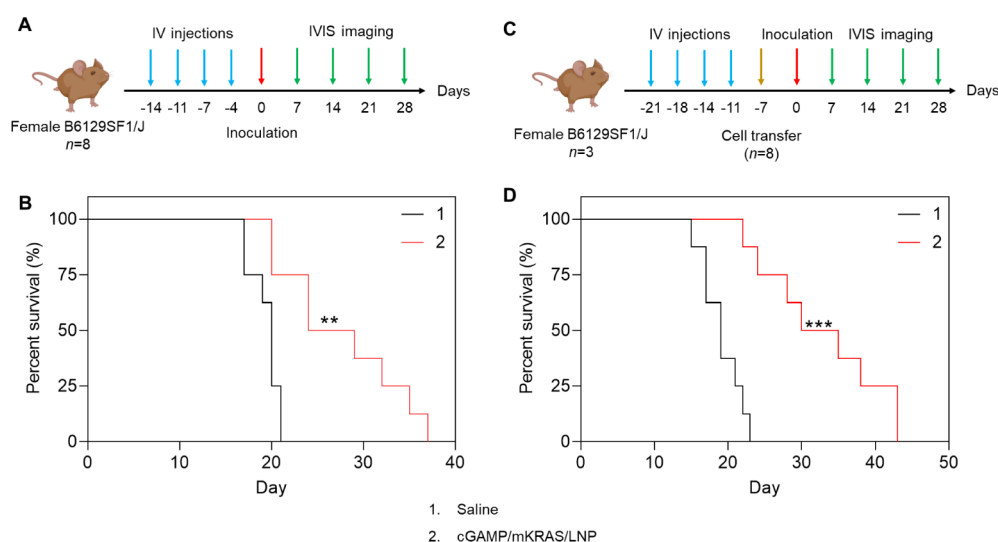 A
IV injections IVIS imaging
Days
-14 -11 -7 -4 0 7 14 21 28
Female B6129SF1/J
n=8
Inoculation
C
IV injections Inoculation IVIS imaging
Days
-21 -18 -14 -11 -7 0 7 14 21 28
Female B6129SF1/J
n=3
Cell transfer
(n=8)
B
Percent survival (%)
100
75
50
25
0
0 10 20 30 40
Day
1
2
**
D
Percent survival (%)
100
75
50
25
0
0 10 20 30 40 50
Day
1
2
***
1. Saline
2. cGAMP/mKRAS/LNP